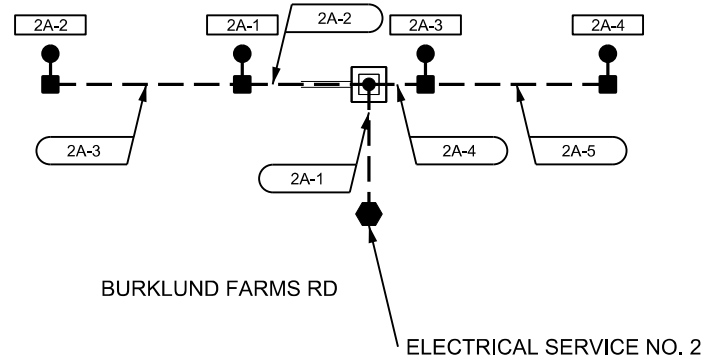 2A-2
2A-1
2A-2
2A-3
2A-4
2A-3
2A-1
2A-4
2A-5
BURKLUND FARMS RD
ELECTRICAL SERVICE NO. 2